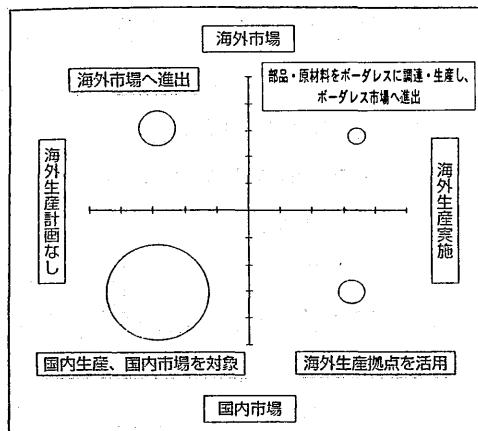 海外市場
海外市場へ進出
部品・原材料をボーダレスに調達・生産し、
ボーダレス市場へ進出
海外生産計画なし
海外生産実施
国内生産、国内市場を対象
海外生産拠点を活用
国内市場